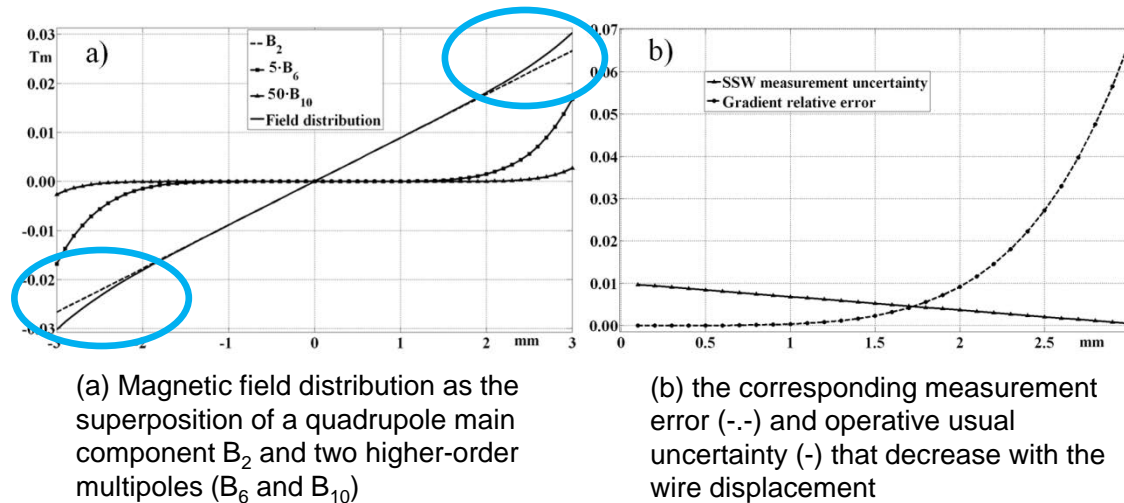 0.03
Tm
0.02
0.01
0.00
-0.01
-0.02
-0.03
-3
-2
-1
0
1
2
mm
3
a)
B2
5·B6
50·B10
Field distribution
0.07
0.06
0.05
0.04
0.03
0.02
0.01
0.00
0
0.5
1
1.5
2
2.5
mm
b)
SSW measurement uncertainty
Gradient relative error
(a) Magnetic field distribution as the
superposition of a quadrupole main
component B2 and two higher-order
multipoles (B6 and B10)
(b) the corresponding measurement
error (-.-) and operative usual
uncertainty (-) that decrease with the
wire displacement